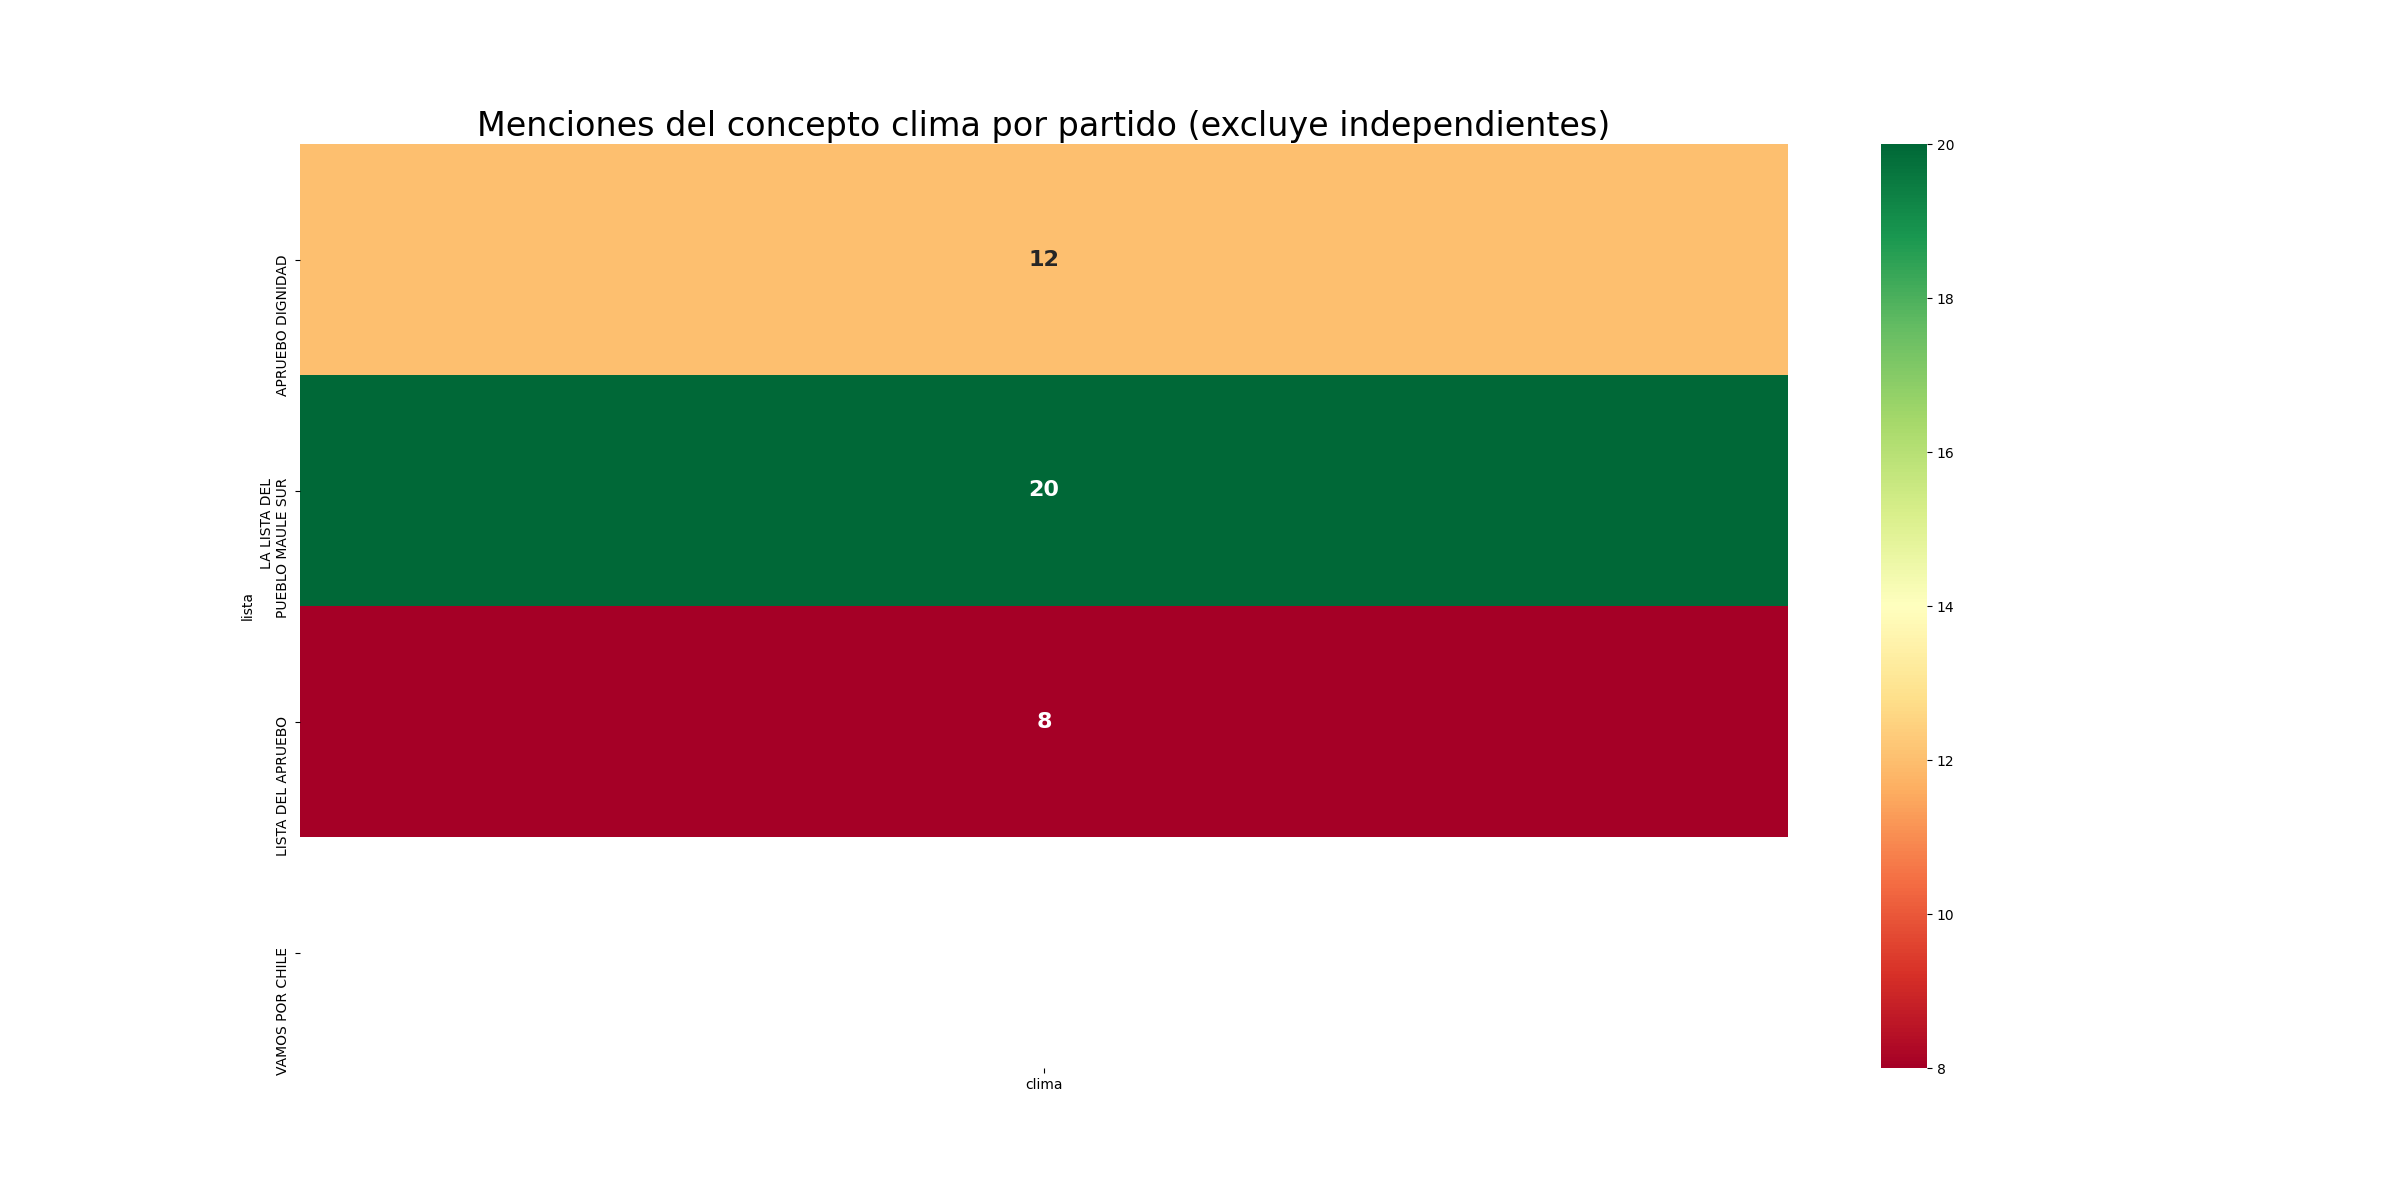 Menciones del concepto clima por partido (excluye independientes)
lista
APRUEBO DIGNIDAD
12
LA LISTA DEL
PUEBLO MAULE SUR
20
LISTA DEL APRUEBO
8
VAMOS POR CHILE
clima
20
18
16
14
12
10
8